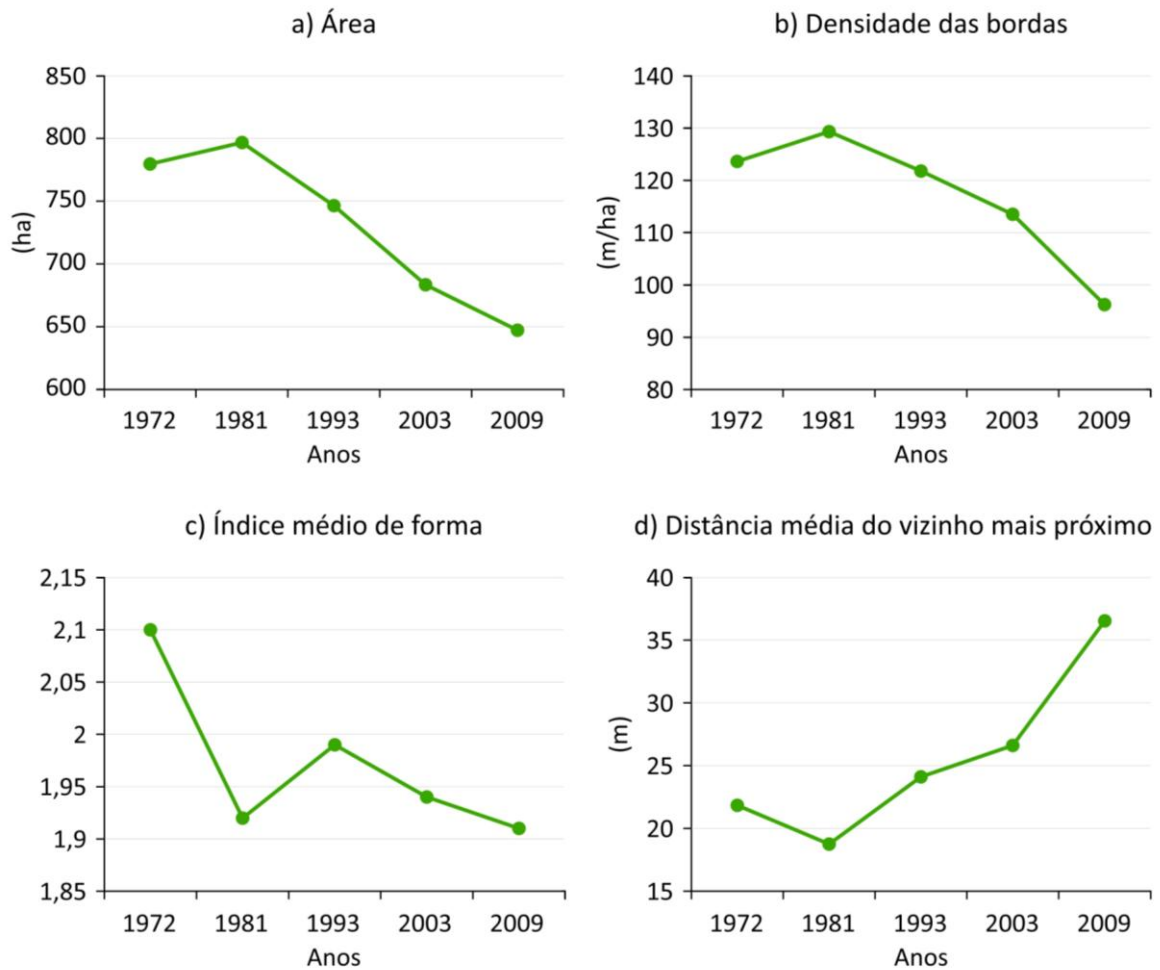 a) Área
850
800
750
700
650
600
(ha)
1972 1981 1993 2003 2009
Anos
b) Densidade das bordas
140
130
120
110
100
90
80
(m/ha)
1972 1981 1993 2003 2009
Anos
c) Índice médio de forma
2,15
2,1
2,05
2
1,95
1,9
1,85
1972 1981 1993 2003 2009
Anos
d) Distância média do vizinho mais próximo
40
35
30
25
20
15
(m)
1972 1981 1993 2003 2009
Anos